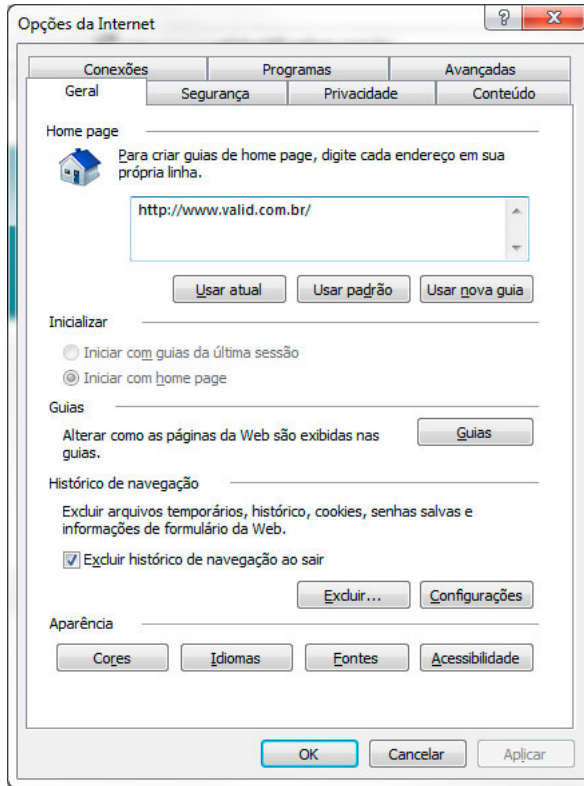 Opções da Internet
Conexões Programas Avançadas
Geral Segurança Privacidade Conteúdo
Home page
Para criar guias de home page, digite cada endereço em sua
própria linha.
http://www.valid.com.br/
Usar atual Usar padrão Usar nova guia
Inicializar
Iniciar com guias da última sessão
Iniciar com home page
Guias
Alterar como as páginas da Web são exibidas nas
guias.
Guias
Histórico de navegação
Excluir arquivos temporários, histórico, cookies, senhas salvas e
informações de formulário da Web.
Excluir histórico de navegação ao sair
Excluir... Configurações
Aparência
Cores Idiomas Fontes Acessibilidade
OK Cancelar Aplicar